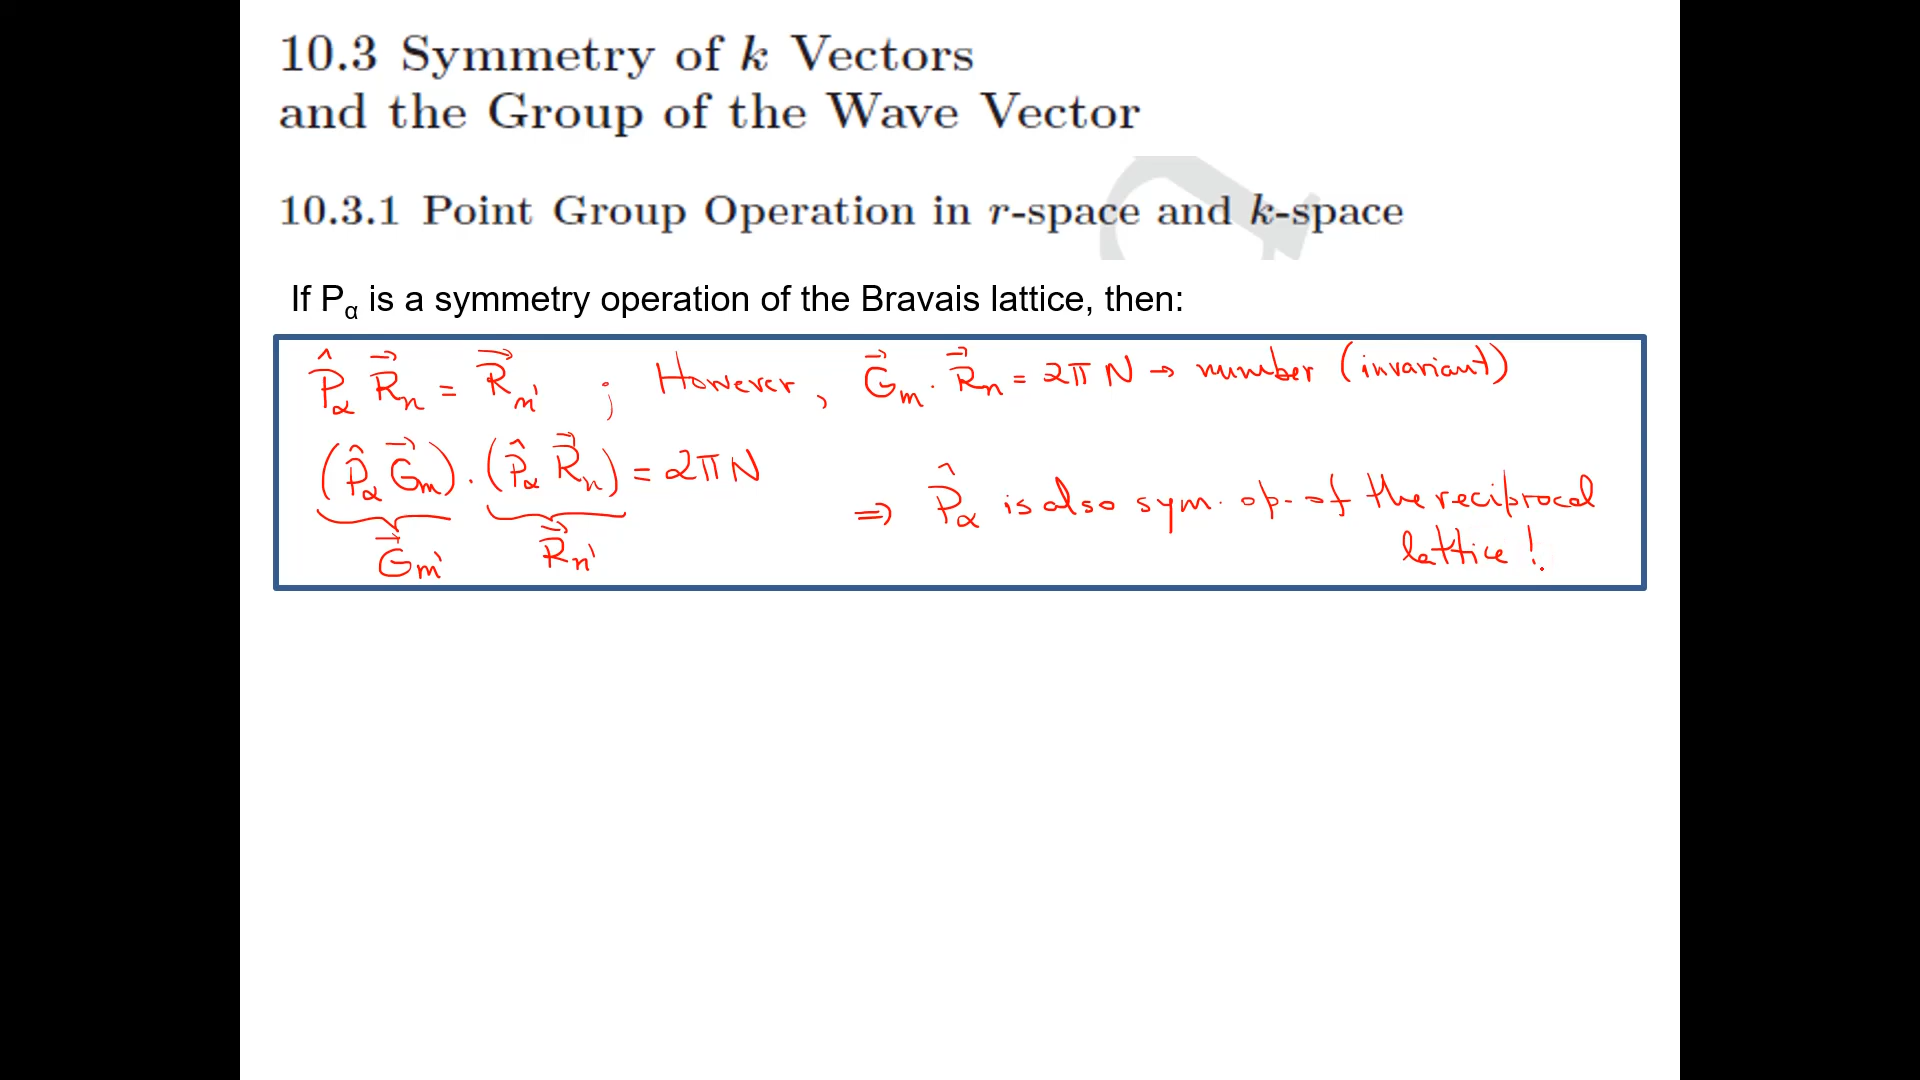 10.3 Symmetry of k Vectors
and the Group of the Wave Vector
10.3.1 Point Group Operation in r-space and k-space
If Pα is a symmetry operation of the Bravais lattice, then:
P̂α R⃗n = R⃗n' ; However, G⃗m · R⃗n = 2π N → number (invariant)
(P̂α G⃗m) · (P̂α R⃗n) = 2π N
⇒ P̂α is also sym. op. of the reciprocal
lattice !
G⃗m' R⃗n'